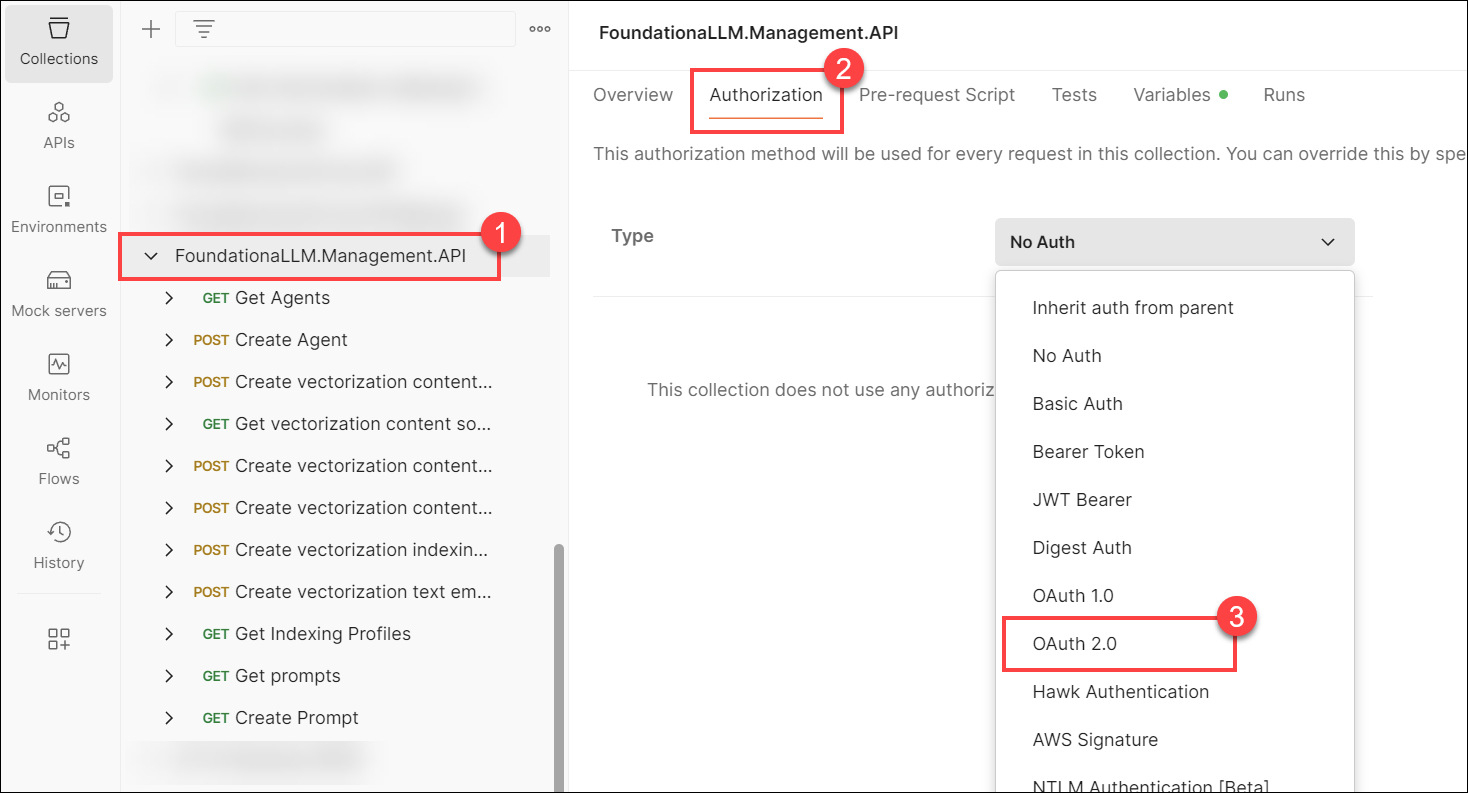 Collections
APIs
Environments
Mock servers
Monitors
Flows
History
FoundationaLLM.Management.API
1
GET Get Agents
POST Create Agent
POST Create vectorization content...
GET Get vectorization content so...
POST Create vectorization content...
POST Create vectorization content...
POST Create vectorization indexin...
POST Create vectorization text em...
GET Get Indexing Profiles
GET Get prompts
GET Create Prompt
FoundationaLLM.Management.API
2
Overview Authorization Pre-request Script Tests Variables Runs
This authorization method will be used for every request in this collection. You can override this by spe
Type
No Auth
This collection does not use any authoriz
Inherit auth from parent
No Auth
Basic Auth
Bearer Token
JWT Bearer
Digest Auth
OAuth 1.0
3
OAuth 2.0
Hawk Authentication
AWS Signature
NTLM Authentication [Beta]